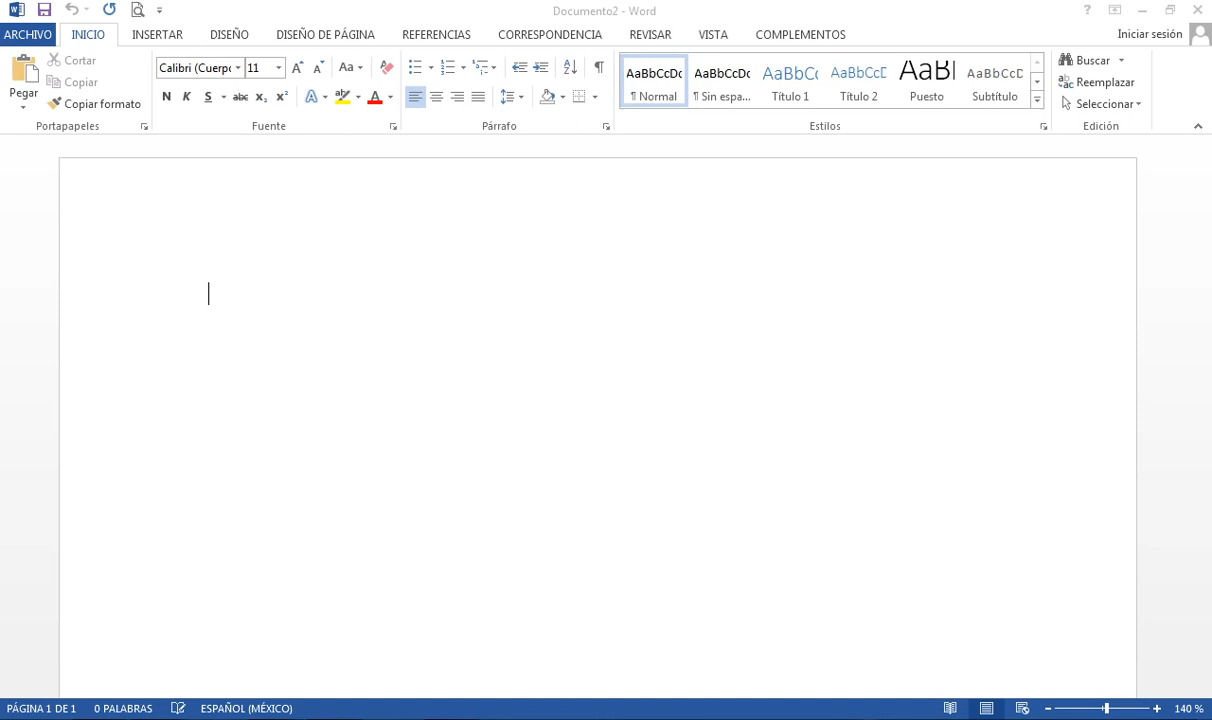 Documento2 - Word
ARCHIVO INICIO INSERTAR DISEÑO DISEÑO DE PÁGINA REFERENCIAS CORRESPONDENCIA REVISAR VISTA COMPLEMENTOS Iniciar sesión
Pegar
Cortar
Copiar
Copiar formato
Portapapeles
Calibri (Cuerpo 11 Aa
N K S abc x₂ x² A ab A
Fuente
Párrafo
AaBbCcDc AaBbCcDc AaBbCc AaBbCcD AaBb AaBbCcD
¶ Normal ¶ Sin espa... Título 1 Título 2 Puesto Subtítulo
Estilos
Buscar
Reemplazar
Seleccionar
Edición
PÁGINA 1 DE 1 0 PALABRAS ESPAÑOL (MÉXICO) 140 %